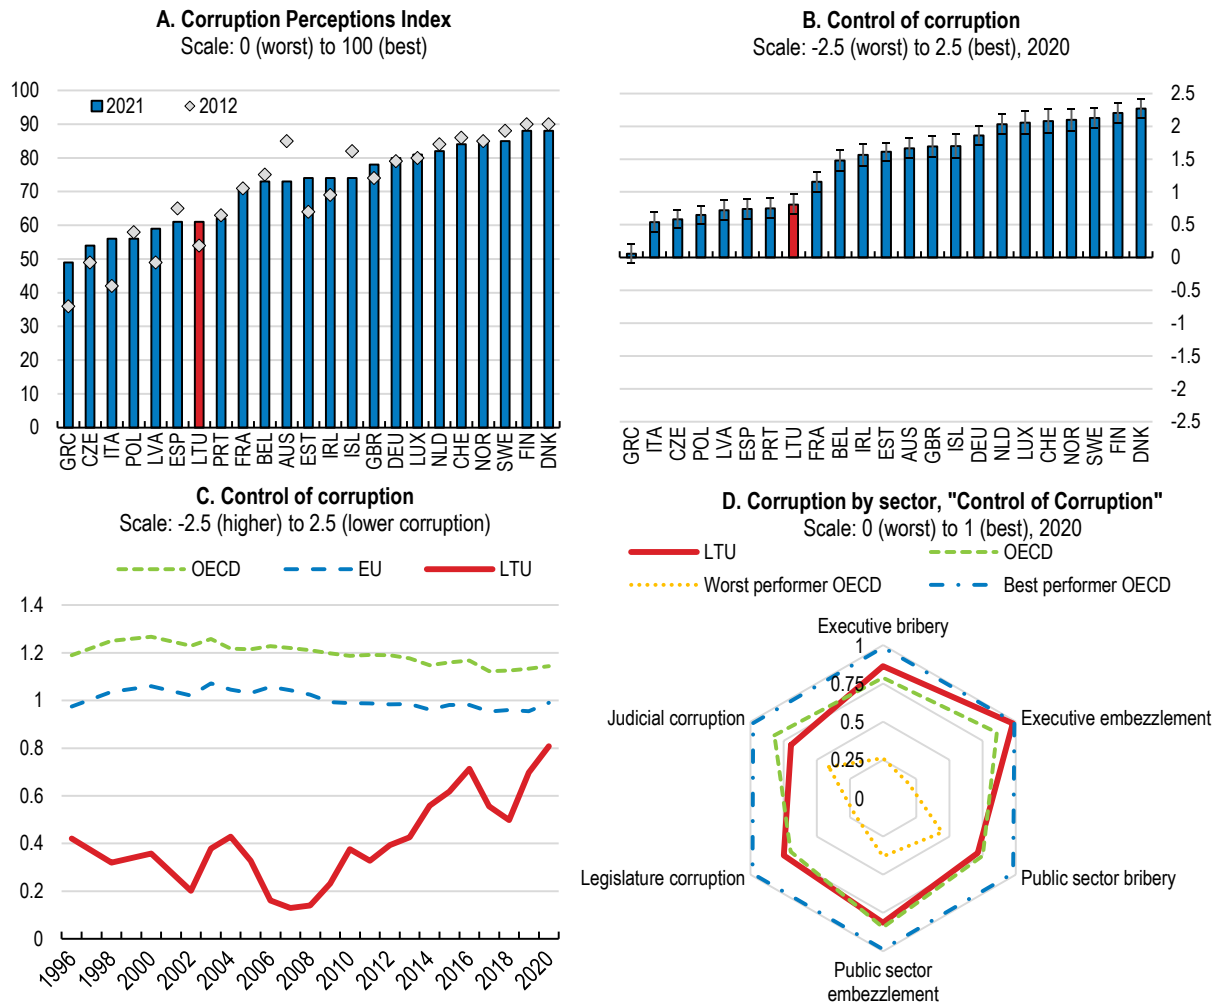 A. Corruption Perceptions Index
Scale: 0 (worst) to 100 (best)
2021
2012
100
90
80
70
60
50
40
30
20
10
0
GRC
CZE
ITA
POL
LVA
ESP
LTU
PRT
FRA
BEL
AUS
EST
IRL
ISL
GBR
DEU
LUX
NLD
CHE
NOR
SWE
FIN
DNK
B. Control of corruption
Scale: -2.5 (worst) to 2.5 (best), 2020
2.5
2
1.5
1
0.5
0
-0.5
-1
-1.5
-2
-2.5
GRC
ITA
CZE
POL
LVA
ESP
PRT
LTU
FRA
BEL
IRL
EST
AUS
GBR
ISL
DEU
NLD
LUX
CHE
NOR
SWE
FIN
DNK
C. Control of corruption
Scale: -2.5 (higher) to 2.5 (lower corruption)
OECD
EU
LTU
1.4
1.2
1
0.8
0.6
0.4
0.2
0
1996
1998
2000
2002
2004
2006
2008
2010
2012
2014
2016
2018
2020
D. Corruption by sector, "Control of Corruption"
Scale: 0 (worst) to 1 (best), 2020
LTU
OECD
Worst performer OECD
Best performer OECD
Executive bribery
1
0.75
0.5
0.25
0
Judicial corruption
Executive embezzlement
Legislature corruption
Public sector bribery
Public sector
embezzlement